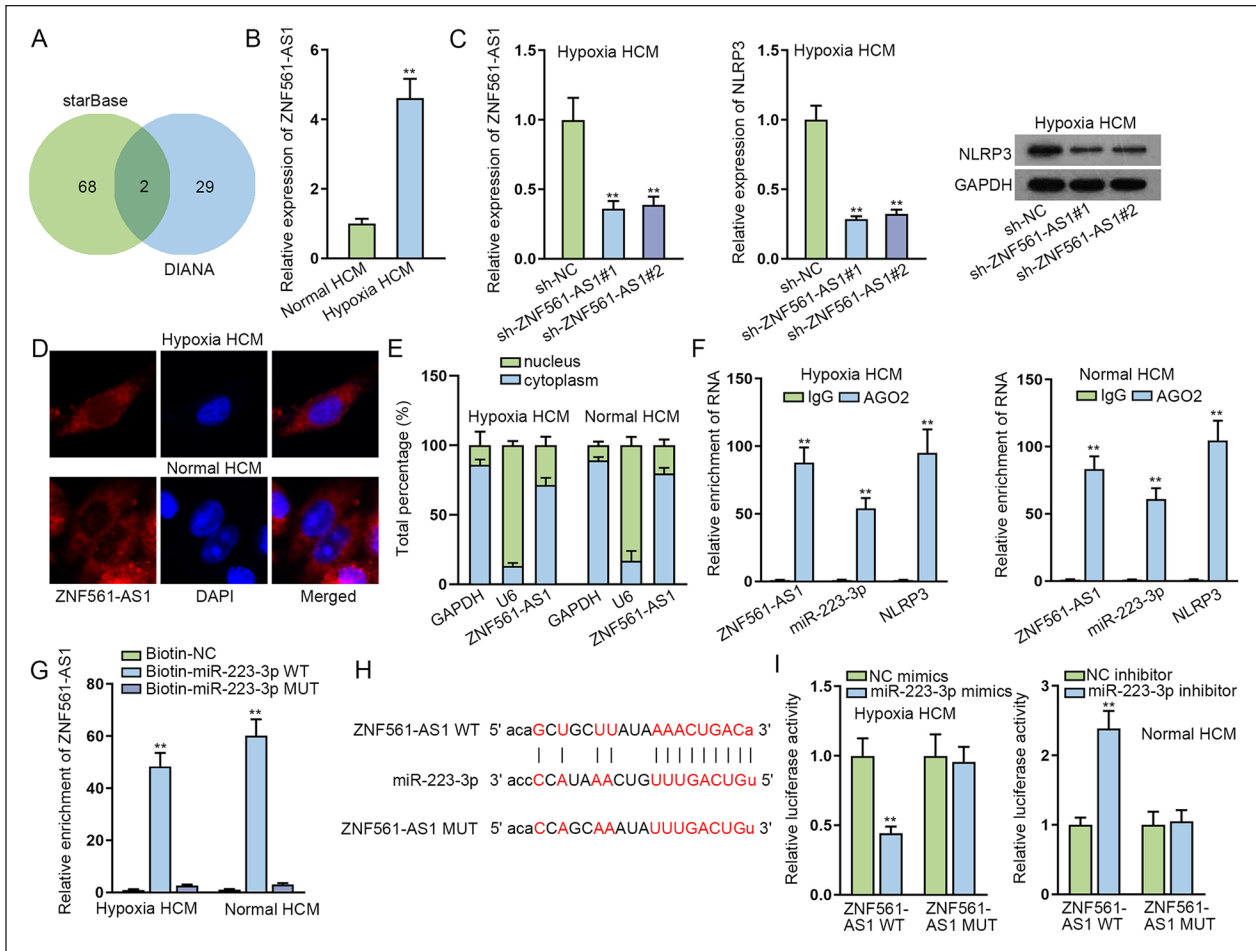 A
starBase
68
2
29
DIANA
B
Relative expression of ZNF561-AS1
6
4
2
0
**
Normal HCM
Hypoxia HCM
C
Relative expression of ZNF561-AS1
Hypoxia HCM
1.5
1.0
0.5
0.0
**
**
sh-NC
sh-ZNF561-AS1#1
sh-ZNF561-AS1#2
Relative expression of NLRP3
Hypoxia HCM
1.5
1.0
0.5
0.0
**
**
sh-NC
sh-ZNF561-AS1#1
sh-ZNF561-AS1#2
Hypoxia HCM
NLRP3
GAPDH
sh-NC
sh-ZNF561-AS1#1
sh-ZNF561-AS1#2
D
Hypoxia HCM
Normal HCM
ZNF561-AS1
DAPI
Merged
E
nucleus
cytoplasm
Total percentage (%)
150
100
50
0
Hypoxia HCM
Normal HCM
GAPDH
U6
ZNF561-AS1
GAPDH
U6
ZNF561-AS1
F
Relative enrichment of RNA
Hypoxia HCM
IgG
AGO2
150
100
50
0
**
**
**
ZNF561-AS1
miR-223-3p
NLRP3
Relative enrichment of RNA
Normal HCM
IgG
AGO2
150
100
50
0
**
**
**
ZNF561-AS1
miR-223-3p
NLRP3
G
Biotin-NC
Biotin-miR-223-3p WT
Biotin-miR-223-3p MUT
Relative enrichment of ZNF561-AS1
80
60
40
20
0
**
**
Hypoxia HCM
Normal HCM
H
ZNF561-AS1 WT 5' acaGCUGCUUAUAAAACUGACa 3'
miR-223-3p 3' accCCAUAAACUGUUUGACUGu 5'
ZNF561-AS1 MUT 5' acaCCAGCAAAUAUUUGACUGu 3'
I
NC mimics
miR-223-3p mimics
Hypoxia HCM
Relative luciferase activity
1.5
1.0
0.5
0.0
**
ZNF561-
AS1 WT
ZNF561-
AS1 MUT
NC inhibitor
miR-223-3p inhibitor
Normal HCM
Relative luciferase activity
3
2
1
0
**
ZNF561-
AS1 WT
ZNF561-
AS1 MUT